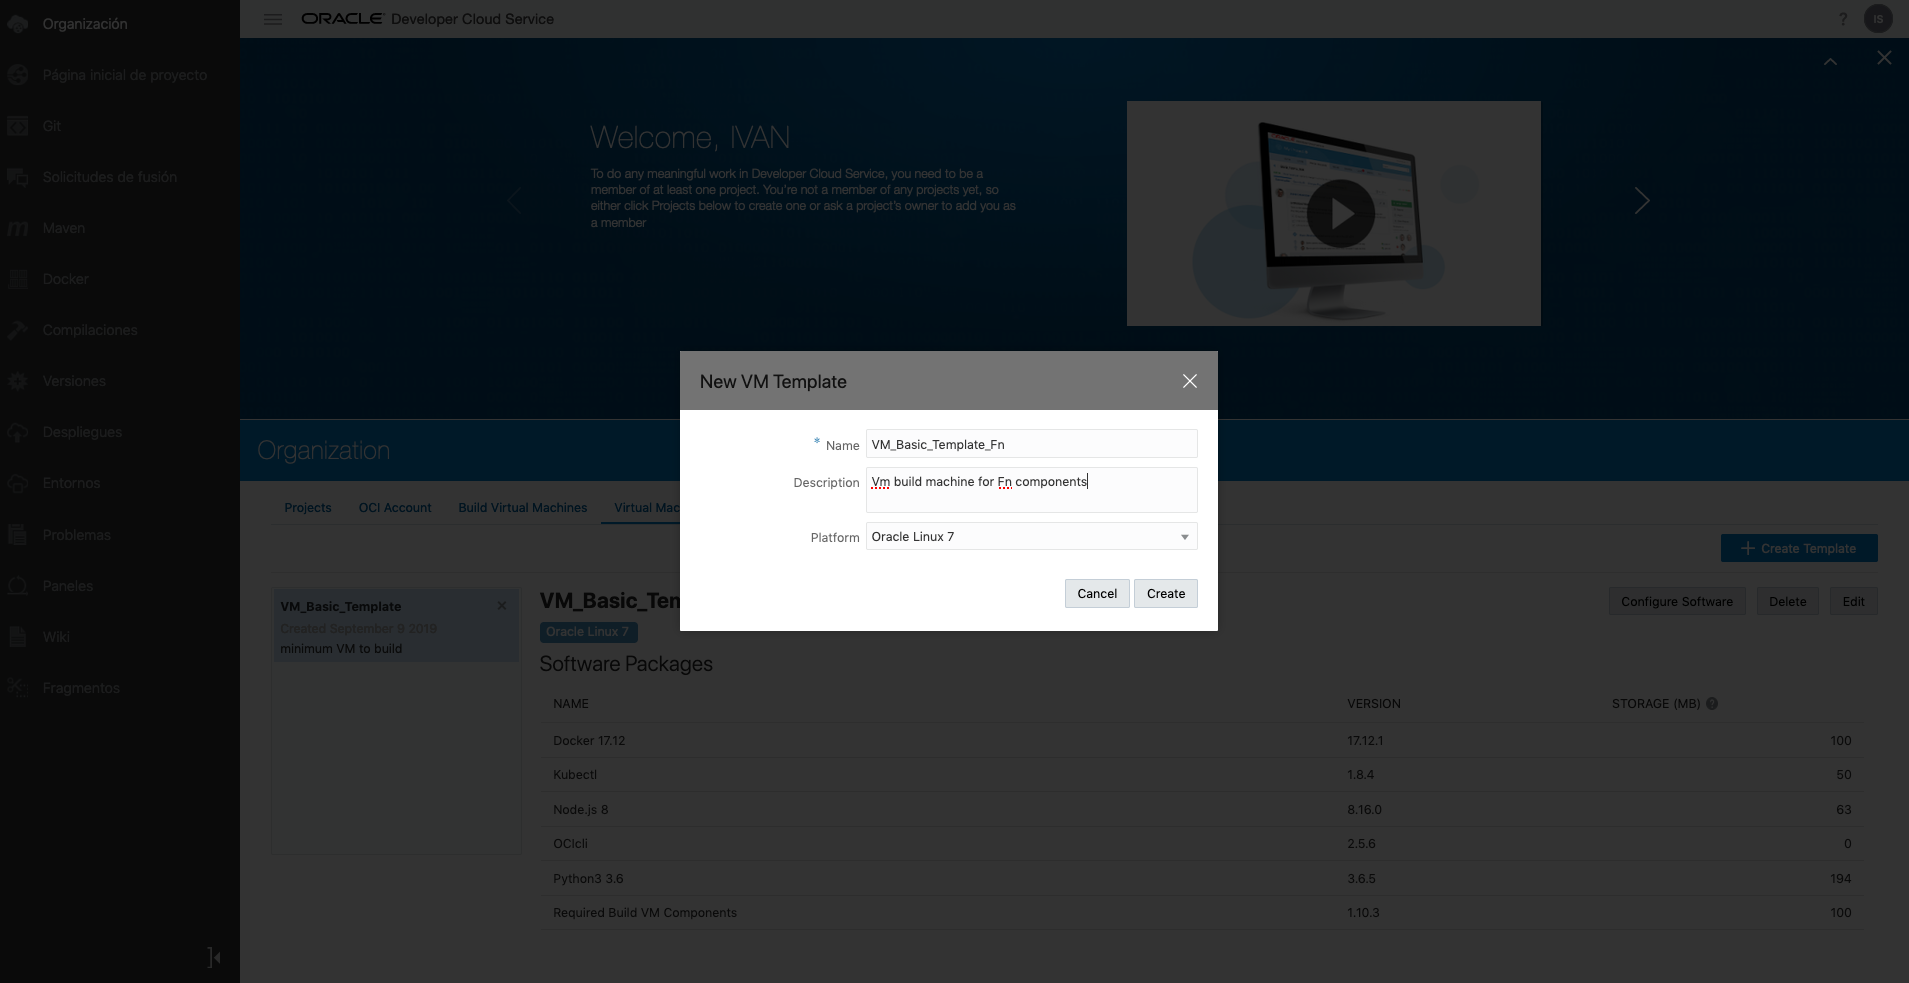 Organización
ORACLE Developer Cloud Service
?
IS
Página inicial de proyecto
Git
Solicitudes de fusión
Maven
Docker
Compilaciones
Versiones
Despliegues
Entornos
Problemas
Paneles
Wiki
Fragmentos
Welcome, IVAN
To do any meaningful work in Developer Cloud Service, you need to be a
member of at least one project. You're not a member of any projects yet, so
either click Projects below to create one or ask a project's owner to add you as
a member
New VM Template
* Name VM_Basic_Template_Fn
Description Vm build machine for Fn components
Platform Oracle Linux 7
Cancel Create
Organization
Projects OCI Account Build Virtual Machines Virtual Mac
Create Template
VM_Basic_Template
Created September 9 2019
minimum VM to build
VM_Basic_Tem
Configure Software Delete Edit
Oracle Linux 7
Software Packages
NAME VERSION STORAGE (MB) ?
Docker 17.12 17.12.1 100
Kubectl 1.8.4 50
Node.js 8 8.16.0 63
OCIcli 2.5.6 0
Python3 3.6 3.6.5 194
Required Build VM Components 1.10.3 100